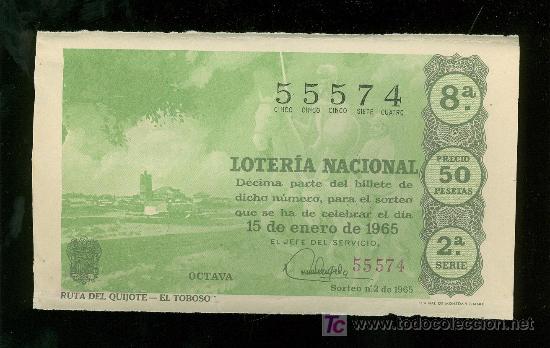 55574
CINCO CINCO CINCO SIETE CUATRO
8ª.
LOTERÍA NACIONAL
Décima parte del billete de
dicho número, para el sorteo
que se ha de celebrar el día
15 de enero de 1965
EL JEFE DEL SERVICIO,
PRECIO
50
PESETAS
2ª.
SERIE
OCTAVA
55574
Sorteo nº 2 de 1965
RUTA DEL QUIJOTE — EL TOBOSO
TC www.todocoleccion.net